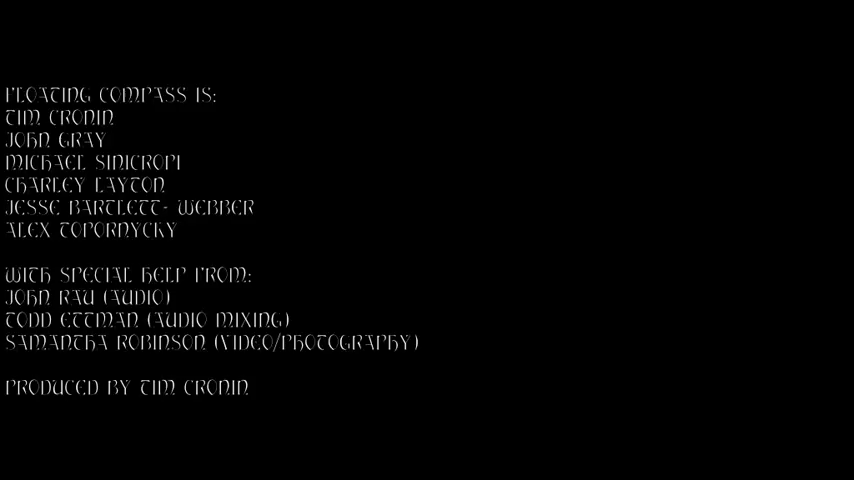 FLOATING COMPASS IS:
TIM CRONIN
JOHN GRAY
MICHAEL SINICROPI
CHARLEY LAYTON
JESSE BARTLETT- WEBBER
ALEX TOPORNYCKY
WITH SPECIAL HELP FROM:
JOHN RAU (AUDIO)
TODD ETTMAN (AUDIO MIXING)
SAMANTHA ROBINSON (VIDEO/PHOTOGRAPHY)
PRODUCED BY TIM CRONIN